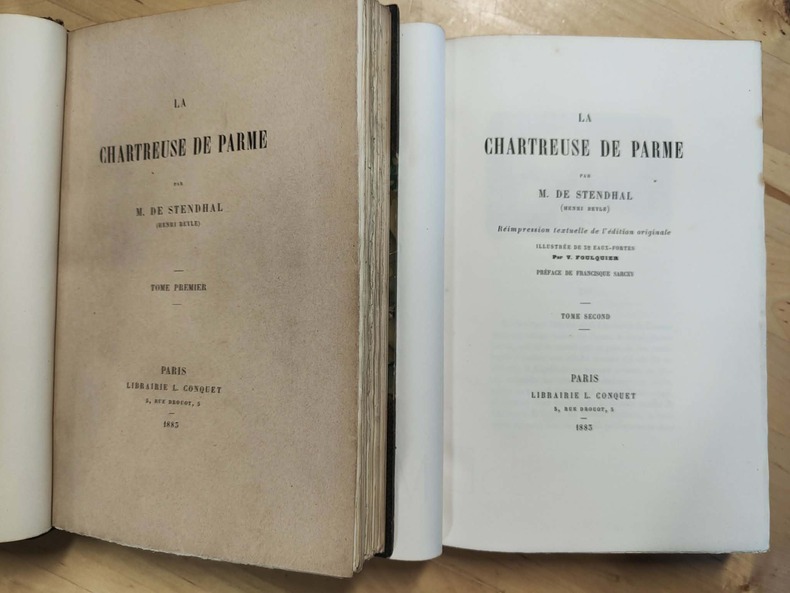 LA
CHARTREUSE DE PARME
PAR
M. DE STENDHAL
(HENRI BEYLE)
TOME PREMIER
PARIS
LIBRAIRIE L. CONQUET
5, RUE DROUOT, 5
1883
LA
CHARTREUSE DE PARME
PAR
M. DE STENDHAL
(HENRI BEYLE)
Réimpression textuelle de l'édition originale
ILLUSTRÉE DE 32 EAUX-FORTES
Par V. FOULQUIER
PRÉFACE DE FRANCISQUE SARCEY
TOME SECOND
PARIS
LIBRAIRIE L. CONQUET
5, RUE DROUOT, 5
1883